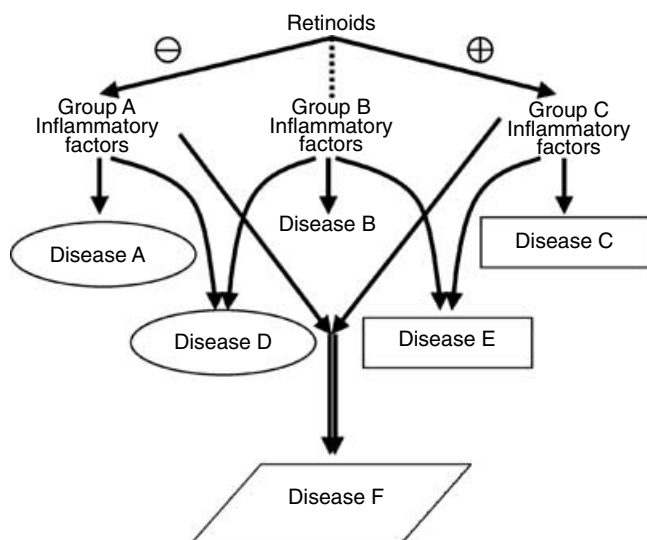 Retinoids
⊖
⊕
Group A
Inflammatory
factors
Group B
Inflammatory
factors
Group C
Inflammatory
factors
Disease A
Disease B
Disease C
Disease D
Disease E
Disease F